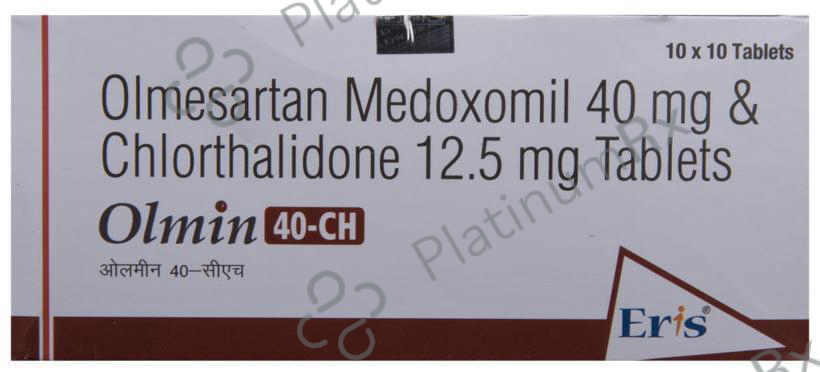 10 x 10 Tablets
Olmesartan Medoxomil 40 mg &
Chlorthalidone 12.5 mg Tablets
Olmin 40-CH
ओलमीन 40–सीएच
Eris®
PlatinumRx